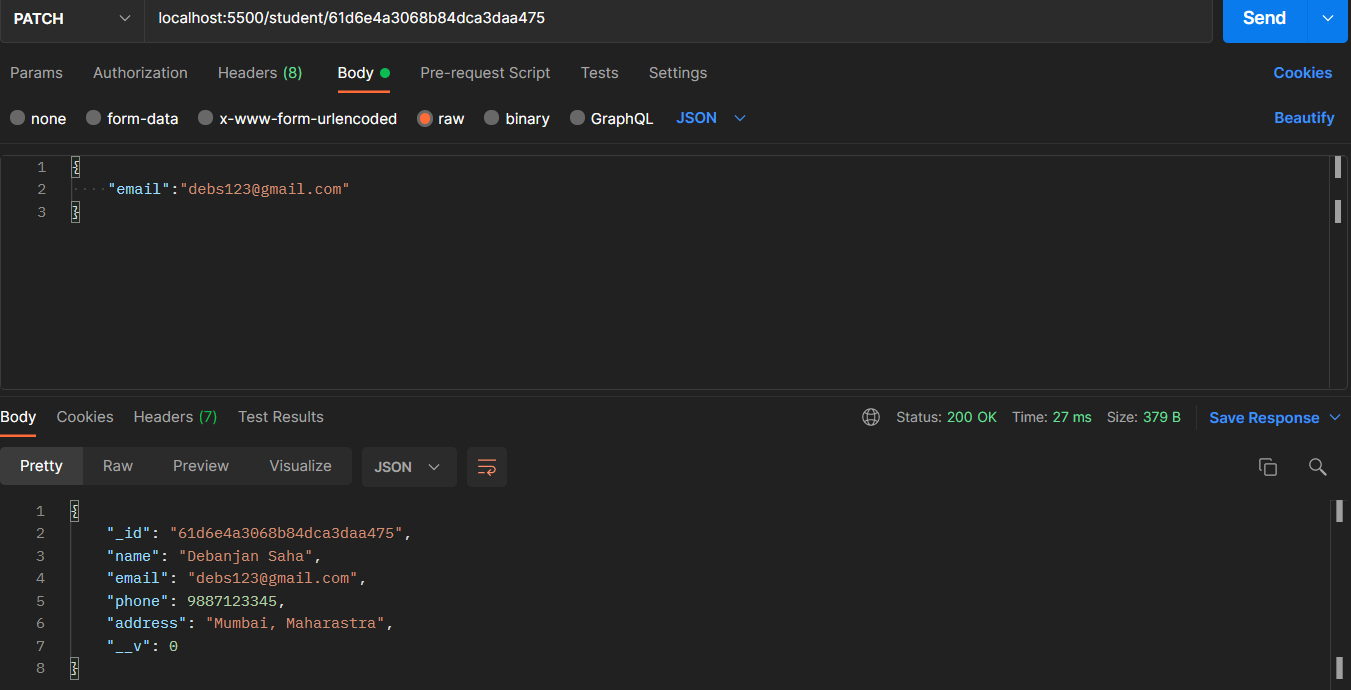 PATCH localhost:5500/student/61d6e4a3068b84dca3daa475 Send
Params Authorization Headers (8) Body Pre-request Script Tests Settings Cookies
none form-data x-www-form-urlencoded raw binary GraphQL JSON Beautify
1 {
2 "email":"debs123@gmail.com"
3 }
Body Cookies Headers (7) Test Results Status: 200 OK Time: 27 ms Size: 379 B Save Response
Pretty Raw Preview Visualize JSON
1 {
2 "_id": "61d6e4a3068b84dca3daa475",
3 "name": "Debanjan Saha",
4 "email": "debs123@gmail.com",
5 "phone": 9887123345,
6 "address": "Mumbai, Maharastra",
7 "__v": 0
8 }